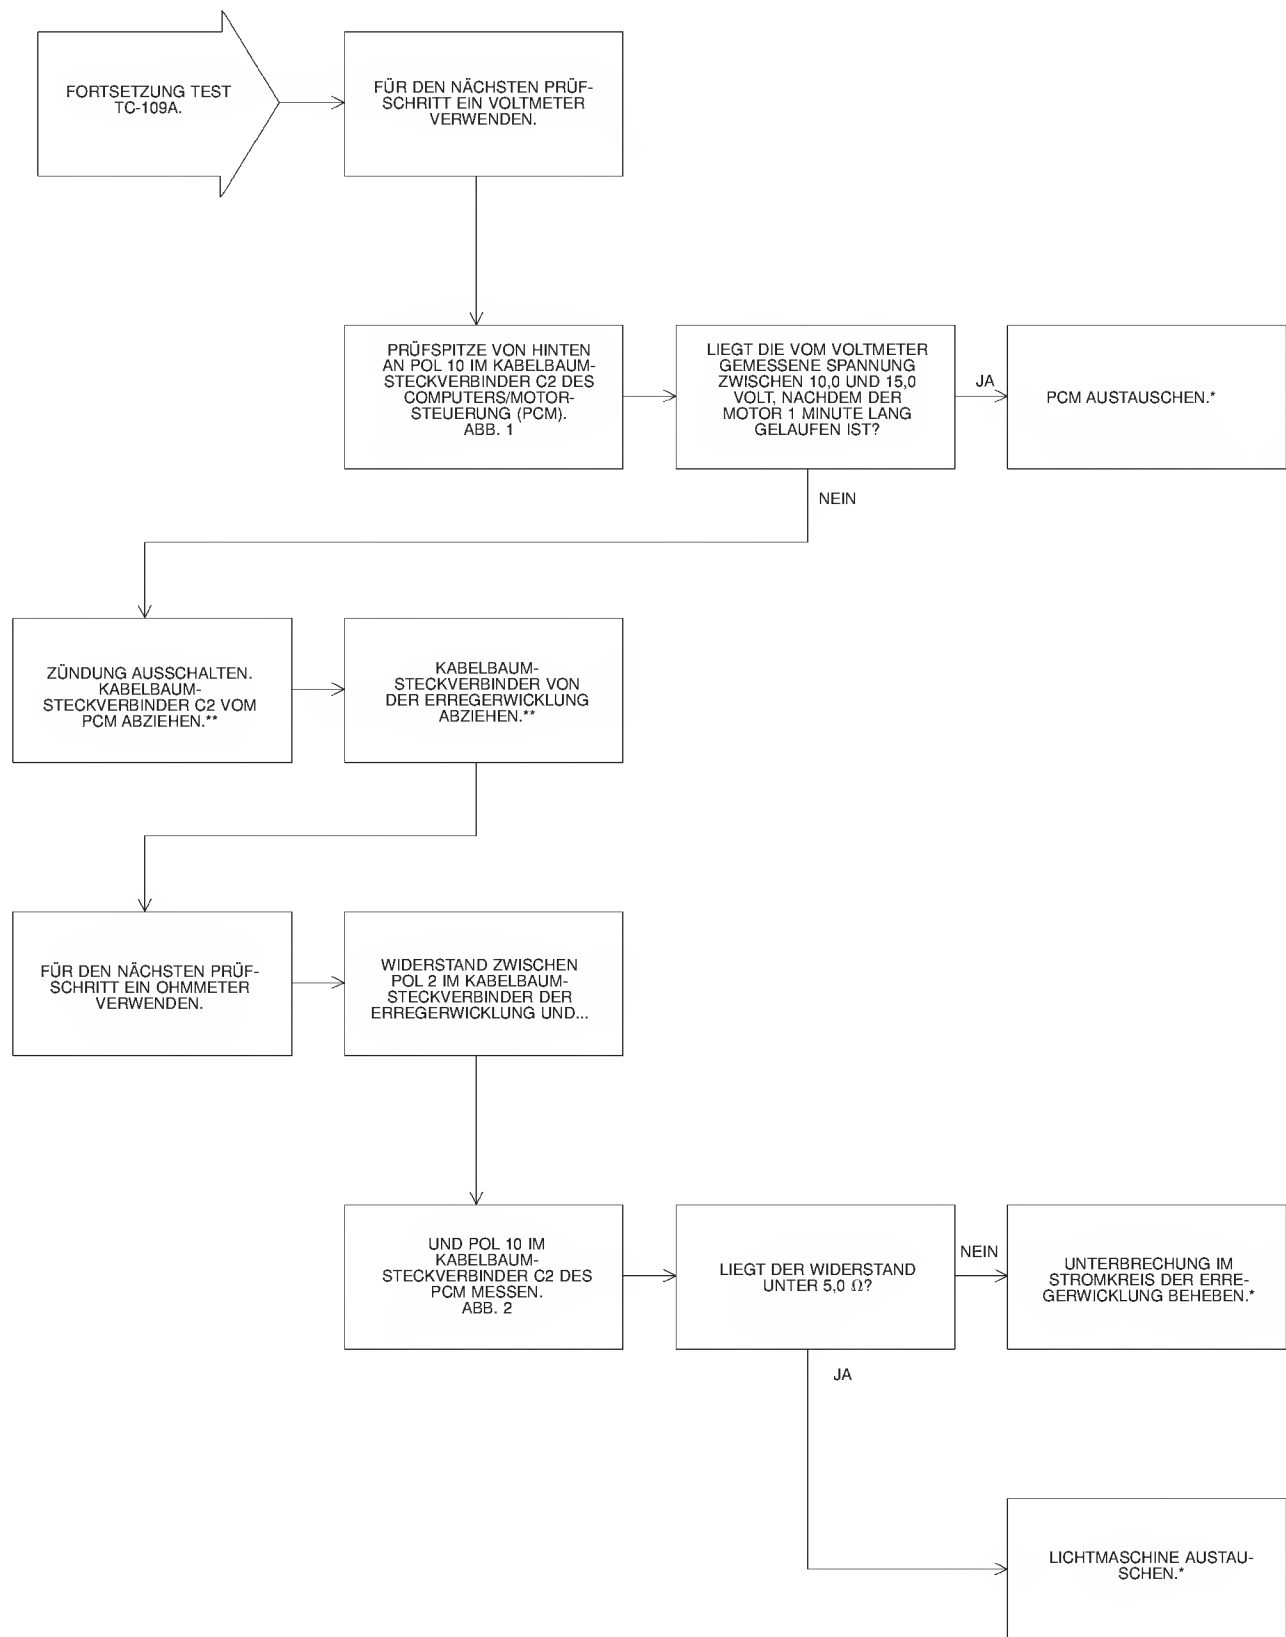 FORTSETZUNG TEST
TC-109A.
FÜR DEN NÄCHSTEN PRÜF-
SCHRITT EIN VOLTMETER
VERWENDEN.
PRÜFSPITZE VON HINTEN
AN POL 10 IM KABELBAUM-
STECKVERBINDER C2 DES
COMPUTERS/MOTOR-
STEUERUNG (PCM).
ABB. 1
LIEGT DIE VOM VOLTMETER
GEMESSENE SPANNUNG
ZWISCHEN 10,0 UND 15,0
VOLT, NACHDEM DER
MOTOR 1 MINUTE LANG
GELAUFEN IST?
JA
PCM AUSTAUSCHEN.*
NEIN
ZÜNDUNG AUSSCHALTEN.
KABELBAUM-
STECKVERBINDER C2 VOM
PCM ABZIEHEN.**
KABELBAUM-
STECKVERBINDER VON
DER ERREGERWICKLUNG
ABZIEHEN.**
FÜR DEN NÄCHSTEN PRÜF-
SCHRITT EIN OHMMETER
VERWENDEN.
WIDERSTAND ZWISCHEN
POL 2 IM KABELBAUM-
STECKVERBINDER DER
ERREGERWICKLUNG UND...
UND POL 10 IM
KABELBAUM-
STECKVERBINDER C2 DES
PCM MESSEN.
ABB. 2
LIEGT DER WIDERSTAND
UNTER 5,0 Ω?
NEIN
UNTERBRECHUNG IM
STROMKREIS DER ERRE-
GERWICKLUNG BEHEBEN.*
JA
LICHTMASCHINE AUSTAU-
SCHEN.*